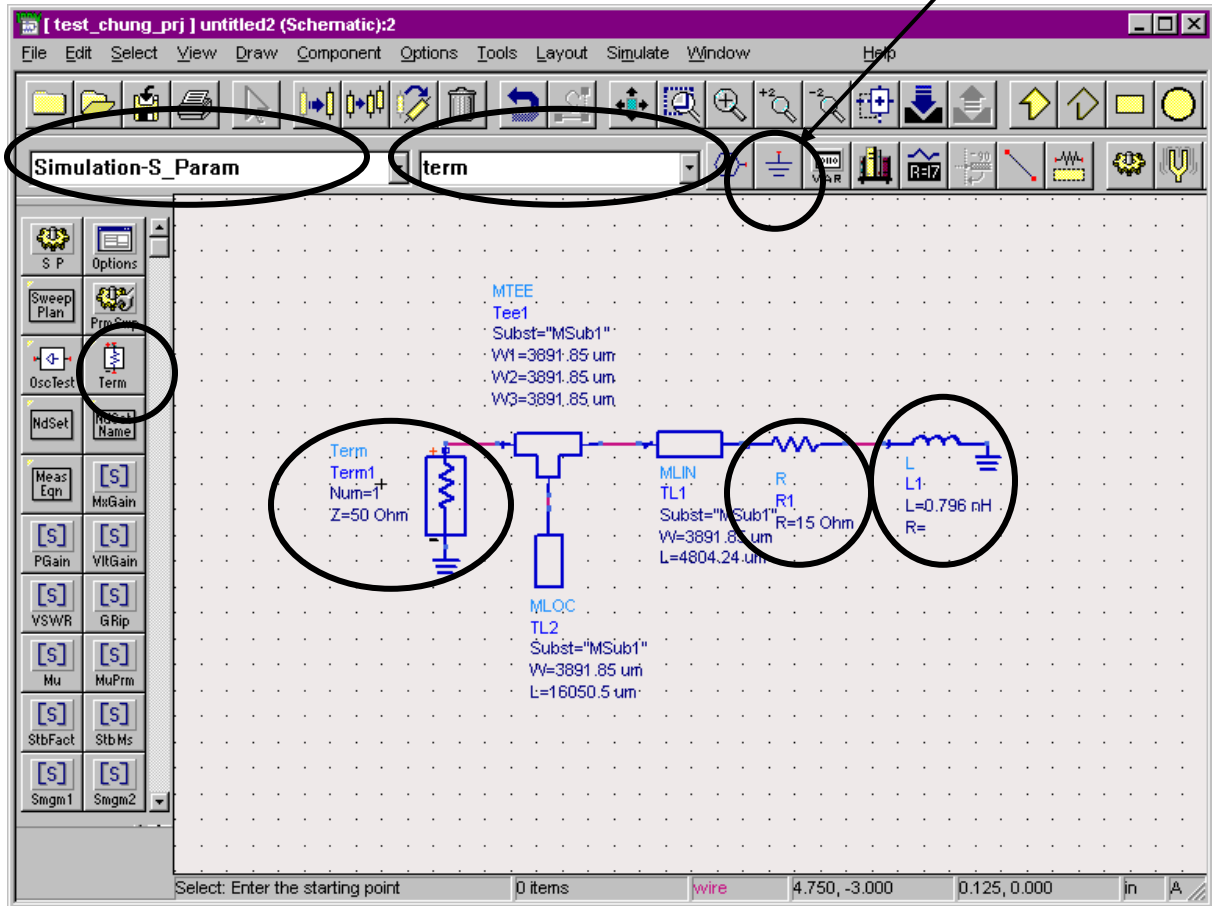 [ test_chung_prj ] untitled2 (Schematic):2
File Edit Select View Draw Component Options Tools Layout Simulate Window Help
+2 -2
Simulation-S_Param term
VAR
-90
S P Options
Sweep Plan
PrmSwp
OscTest Term
NdSet
NdSet Name
Meas Eqn
[S] MxGain
[S] PGain
[S] VltGain
[S] VSWR
[S] GRip
[S] Mu
[S] MuPrm
[S] StbFact
[S] StbMs
[S] Smgm1
[S] Smgm2
MTEE
Tee1
Subst="MSub1"
W1=3891.85 um
W2=3891.85 um
W3=3891.85 um
Term
Term1
Num=1
Z=50 Ohm
+
-
MLOC
TL2
Subst="MSub1"
W=3891.85 um
L=16050.5 um
MLIN
TL1
Subst="MSub1"
W=3891.85 um
L=4804.24 um
R
R1
R=15 Ohm
L
L1
L=0.796 nH
R=
Select: Enter the starting point 0 items wire 4.750, -3.000 0.125, 0.000 in A